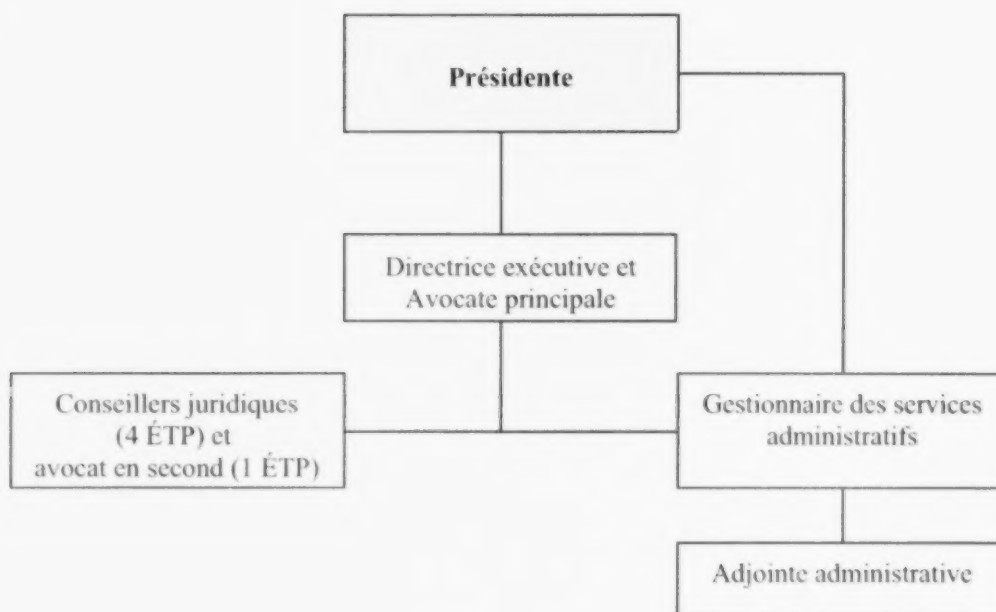 Présidente
Directrice exécutive et
Avocate principale
Conseillers juridiques
(4 ÉTP) et
avocat en second (1 ÉTP)
Gestionnaire des services
administratifs
Adjointe administrative